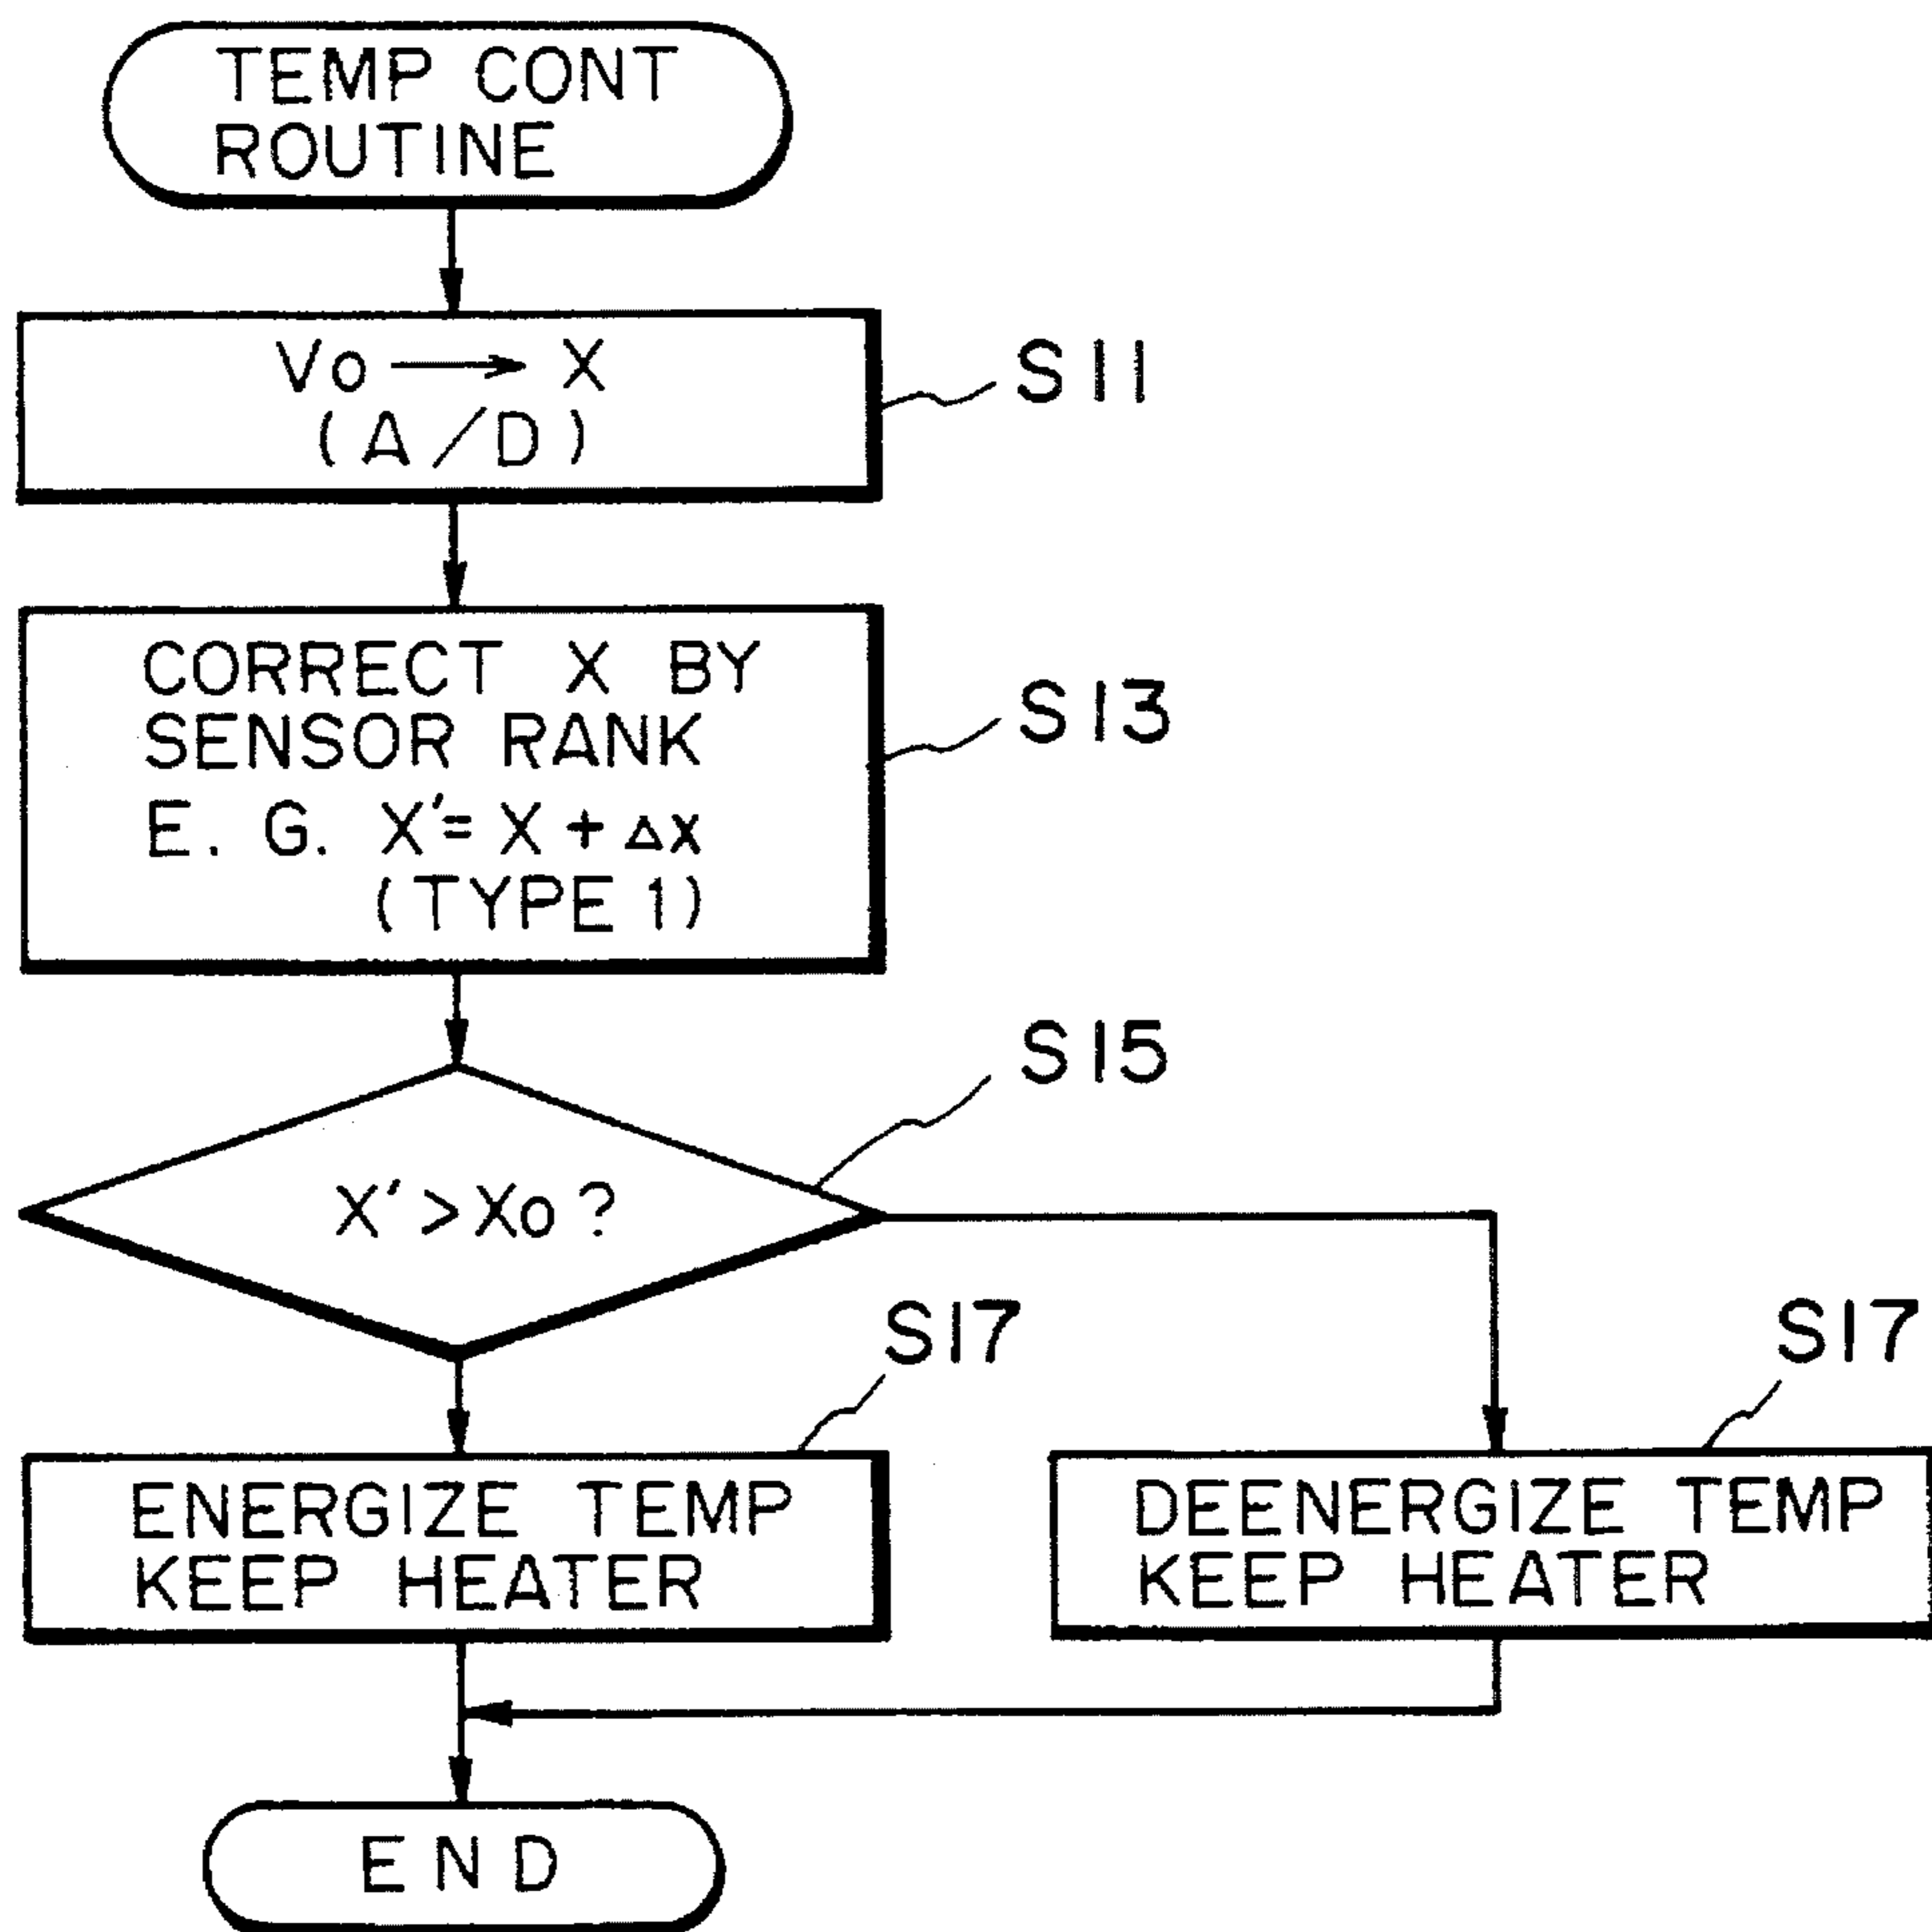 TEMP CONT
ROUTINE
Vo → X
(A/D)
S11
CORRECT X BY
SENSOR RANK
E. G. X'= X + Δx
(TYPE 1)
S13
S15
X' > Xo ?
S17
S17
ENERGIZE TEMP
KEEP HEATER
DEENERGIZE TEMP
KEEP HEATER
END